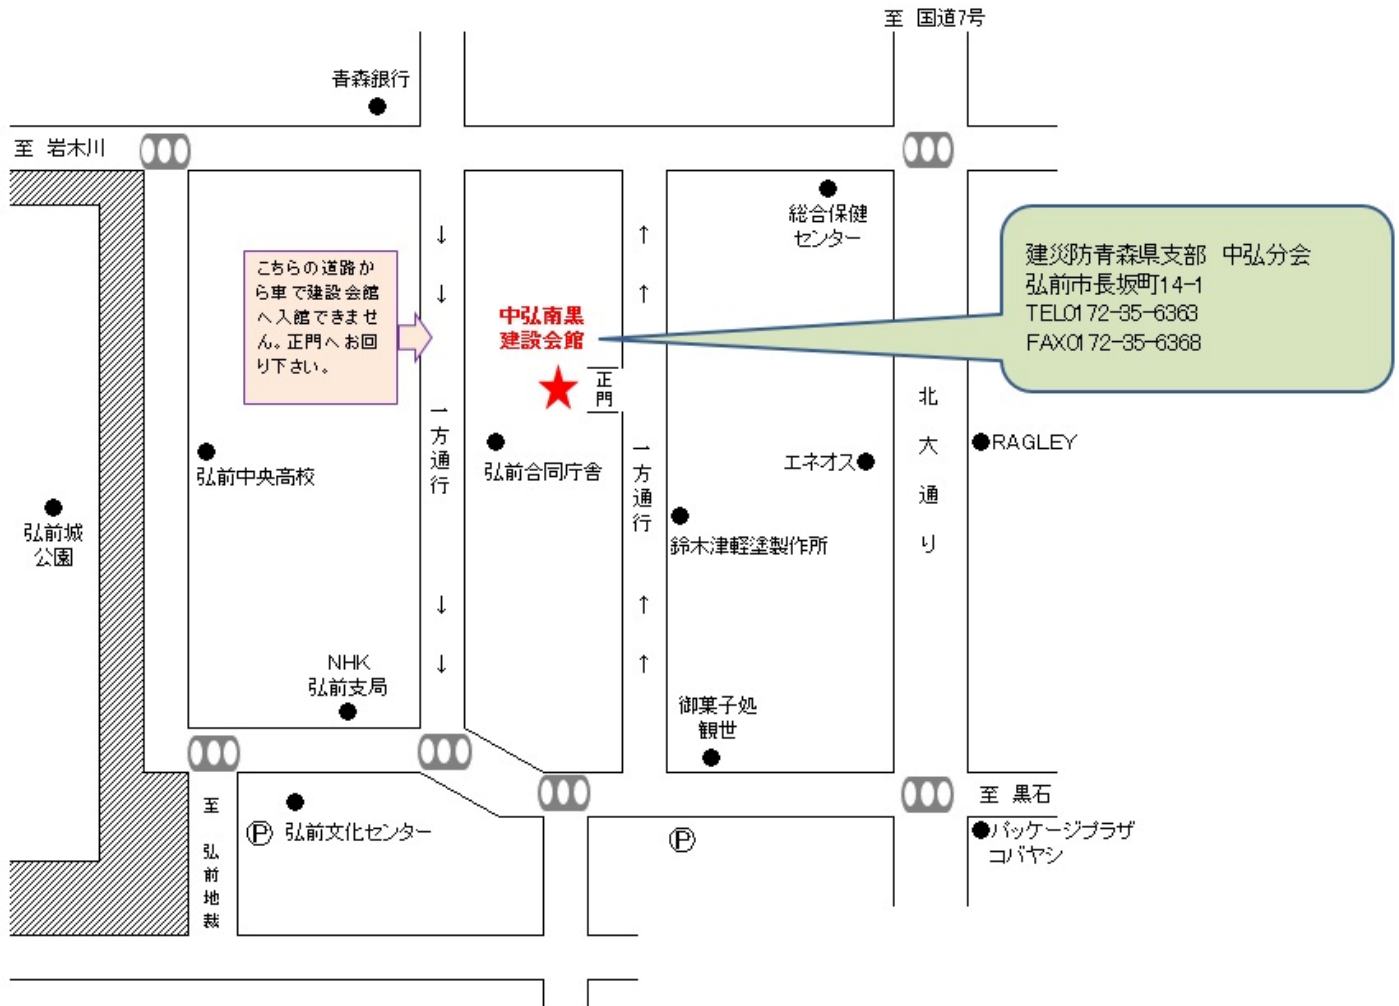 至 国道7号
青森銀行
至 岩木川
総合保健
センター
建災防青森県支部 中弘分会
弘前市長坂町14-1
TEL0172-35-6363
FAX0172-35-6368
こちらの道路か
ら車で建設会館
へ入館できませ
ん。正門へお回
り下さい。
↓
↓
↑
↑
中弘南黒
建設会館
正門
北大通り
一方通行
一方通行
RAGLEY
エネオス
弘前中央高校
弘前合同庁舎
弘前城
公園
鈴木津軽塗製作所
↓
↓
↑
↑
NHK
弘前支局
御菓子処
観世
至 黒石
至 弘前地裁
Ⓟ 弘前文化センター
Ⓟ
パッケージプラザ
コバヤシ